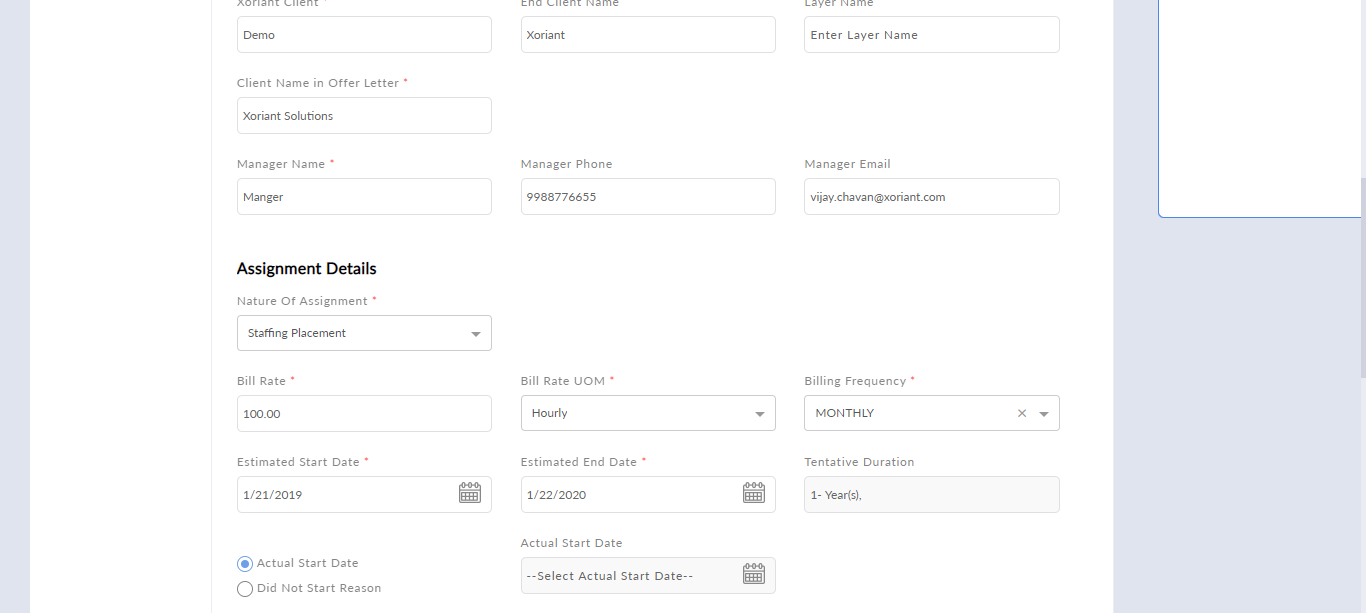 Xoriant Client * End Client Name Layer Name
Demo Xoriant Enter Layer Name
Client Name in Offer Letter *
Xoriant Solutions
Manager Name * Manager Phone Manager Email
Manger 9988776655 vijay.chavan@xoriant.com
Assignment Details
Nature Of Assignment *
Staffing Placement
Bill Rate * Bill Rate UOM * Billing Frequency *
100.00 Hourly MONTHLY ×
Estimated Start Date * Estimated End Date * Tentative Duration
1/21/2019 1/22/2020 1- Year(s),
Actual Start Date
Actual Start Date
--Select Actual Start Date--
Did Not Start Reason